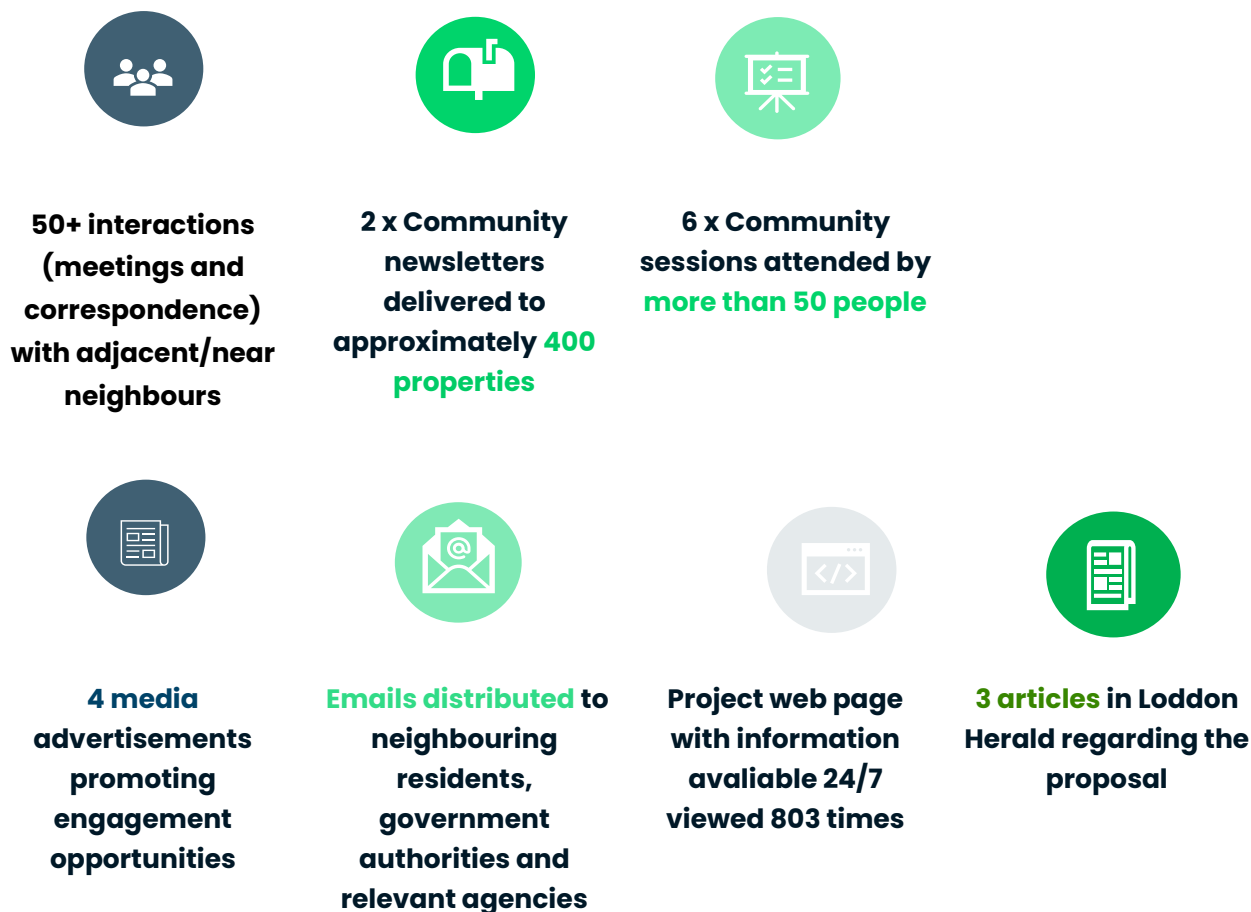 50+ interactions
(meetings and
correspondence)
with adjacent/near
neighbours
2 x Community
newsletters
delivered to
approximately 400
properties
6 x Community
sessions attended by
more than 50 people
4 media
advertisements
promoting
engagement
opportunities
Emails distributed to
neighbouring
residents,
government
authorities and
relevant agencies
Project web page
with information
avaliable 24/7
viewed 803 times
3 articles in Loddon
Herald regarding the
proposal